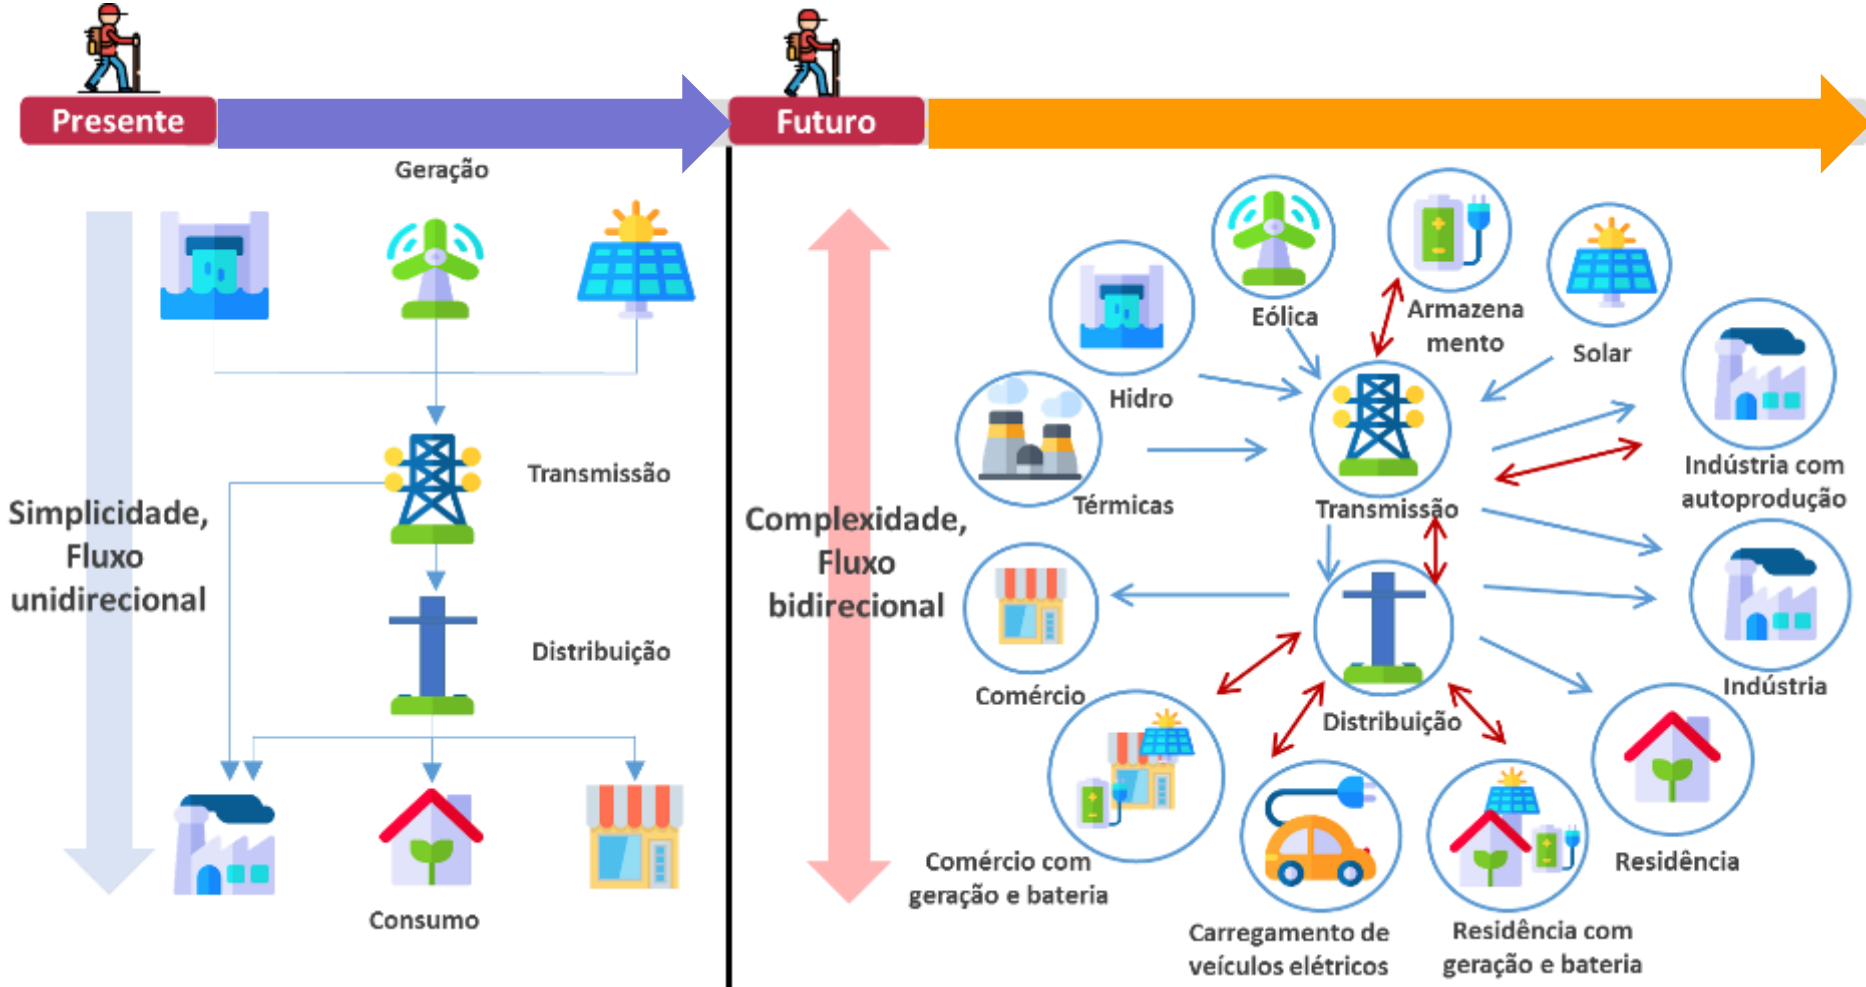 Presente
Futuro
Geração
Transmissão
Simplicidade,
Fluxo
unidirecional
Distribuição
Consumo
Complexidade,
Fluxo
bidirecional
Eólica
Armazena
mento
Solar
Hidro
Térmicas
Transmissão
Indústria com
autoprodução
Comércio
Indústria
Distribuição
Comércio com
geração e bateria
Residência
Carregamento de
veículos elétricos
Residência com
geração e bateria